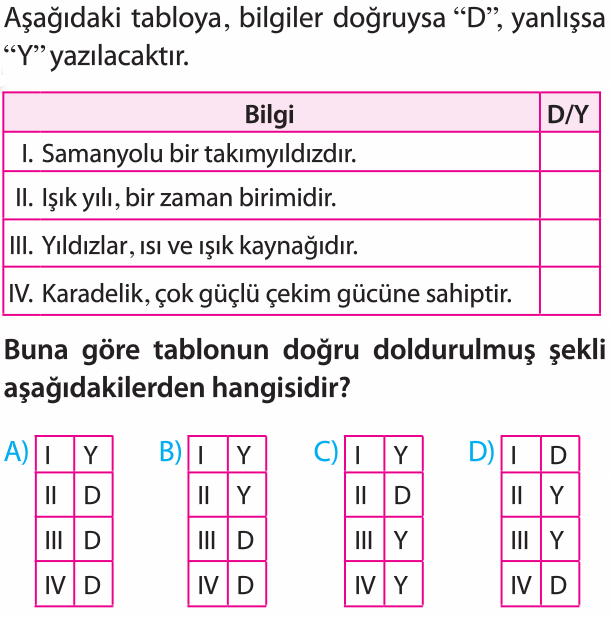 Aşağıdaki tabloya, bilgiler doğruysa “D”, yanlışsa
“Y” yazılacaktır.
Bilgi D/Y
I. Samanyolu bir takımyıldızdır.
II. Işık yılı, bir zaman birimidir.
III. Yıldızlar, ısı ve ışık kaynağıdır.
IV. Karadelik, çok güçlü çekim gücüne sahiptir.
Buna göre tablonun doğru doldurulmuş şekli
aşağıdakilerden hangisidir?
A) I Y B) I Y C) I Y D) I D
II D II Y II D II Y
III D III D III Y III Y
IV D IV D IV Y IV D